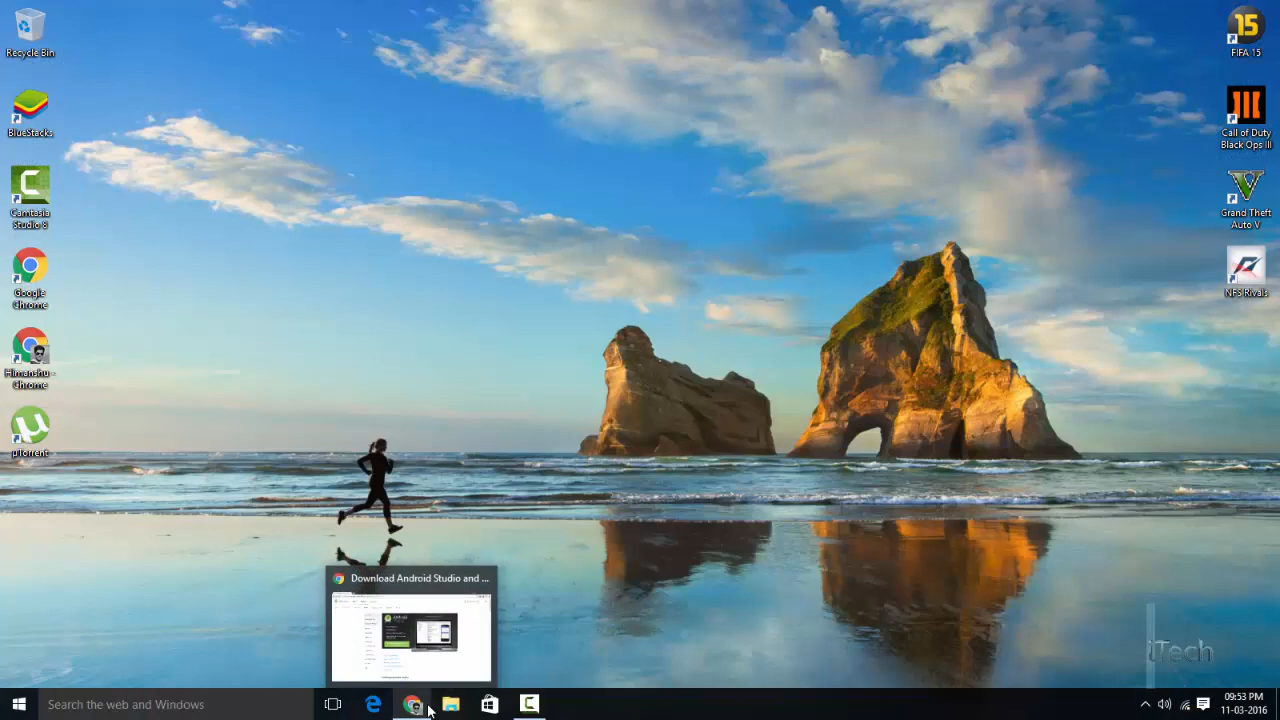 Recycle Bin
BlueStacks
Camtasia
Studio 8
Google
Chrome
Himanshu -
Chrome
µTorrent
15
FIFA 15
Call of Duty
Black Ops III
Grand Theft
Auto V
NFS Rivals
Download Android Studio and ...
iTech
Search the web and Windows
09:53 PM
11-03-2016